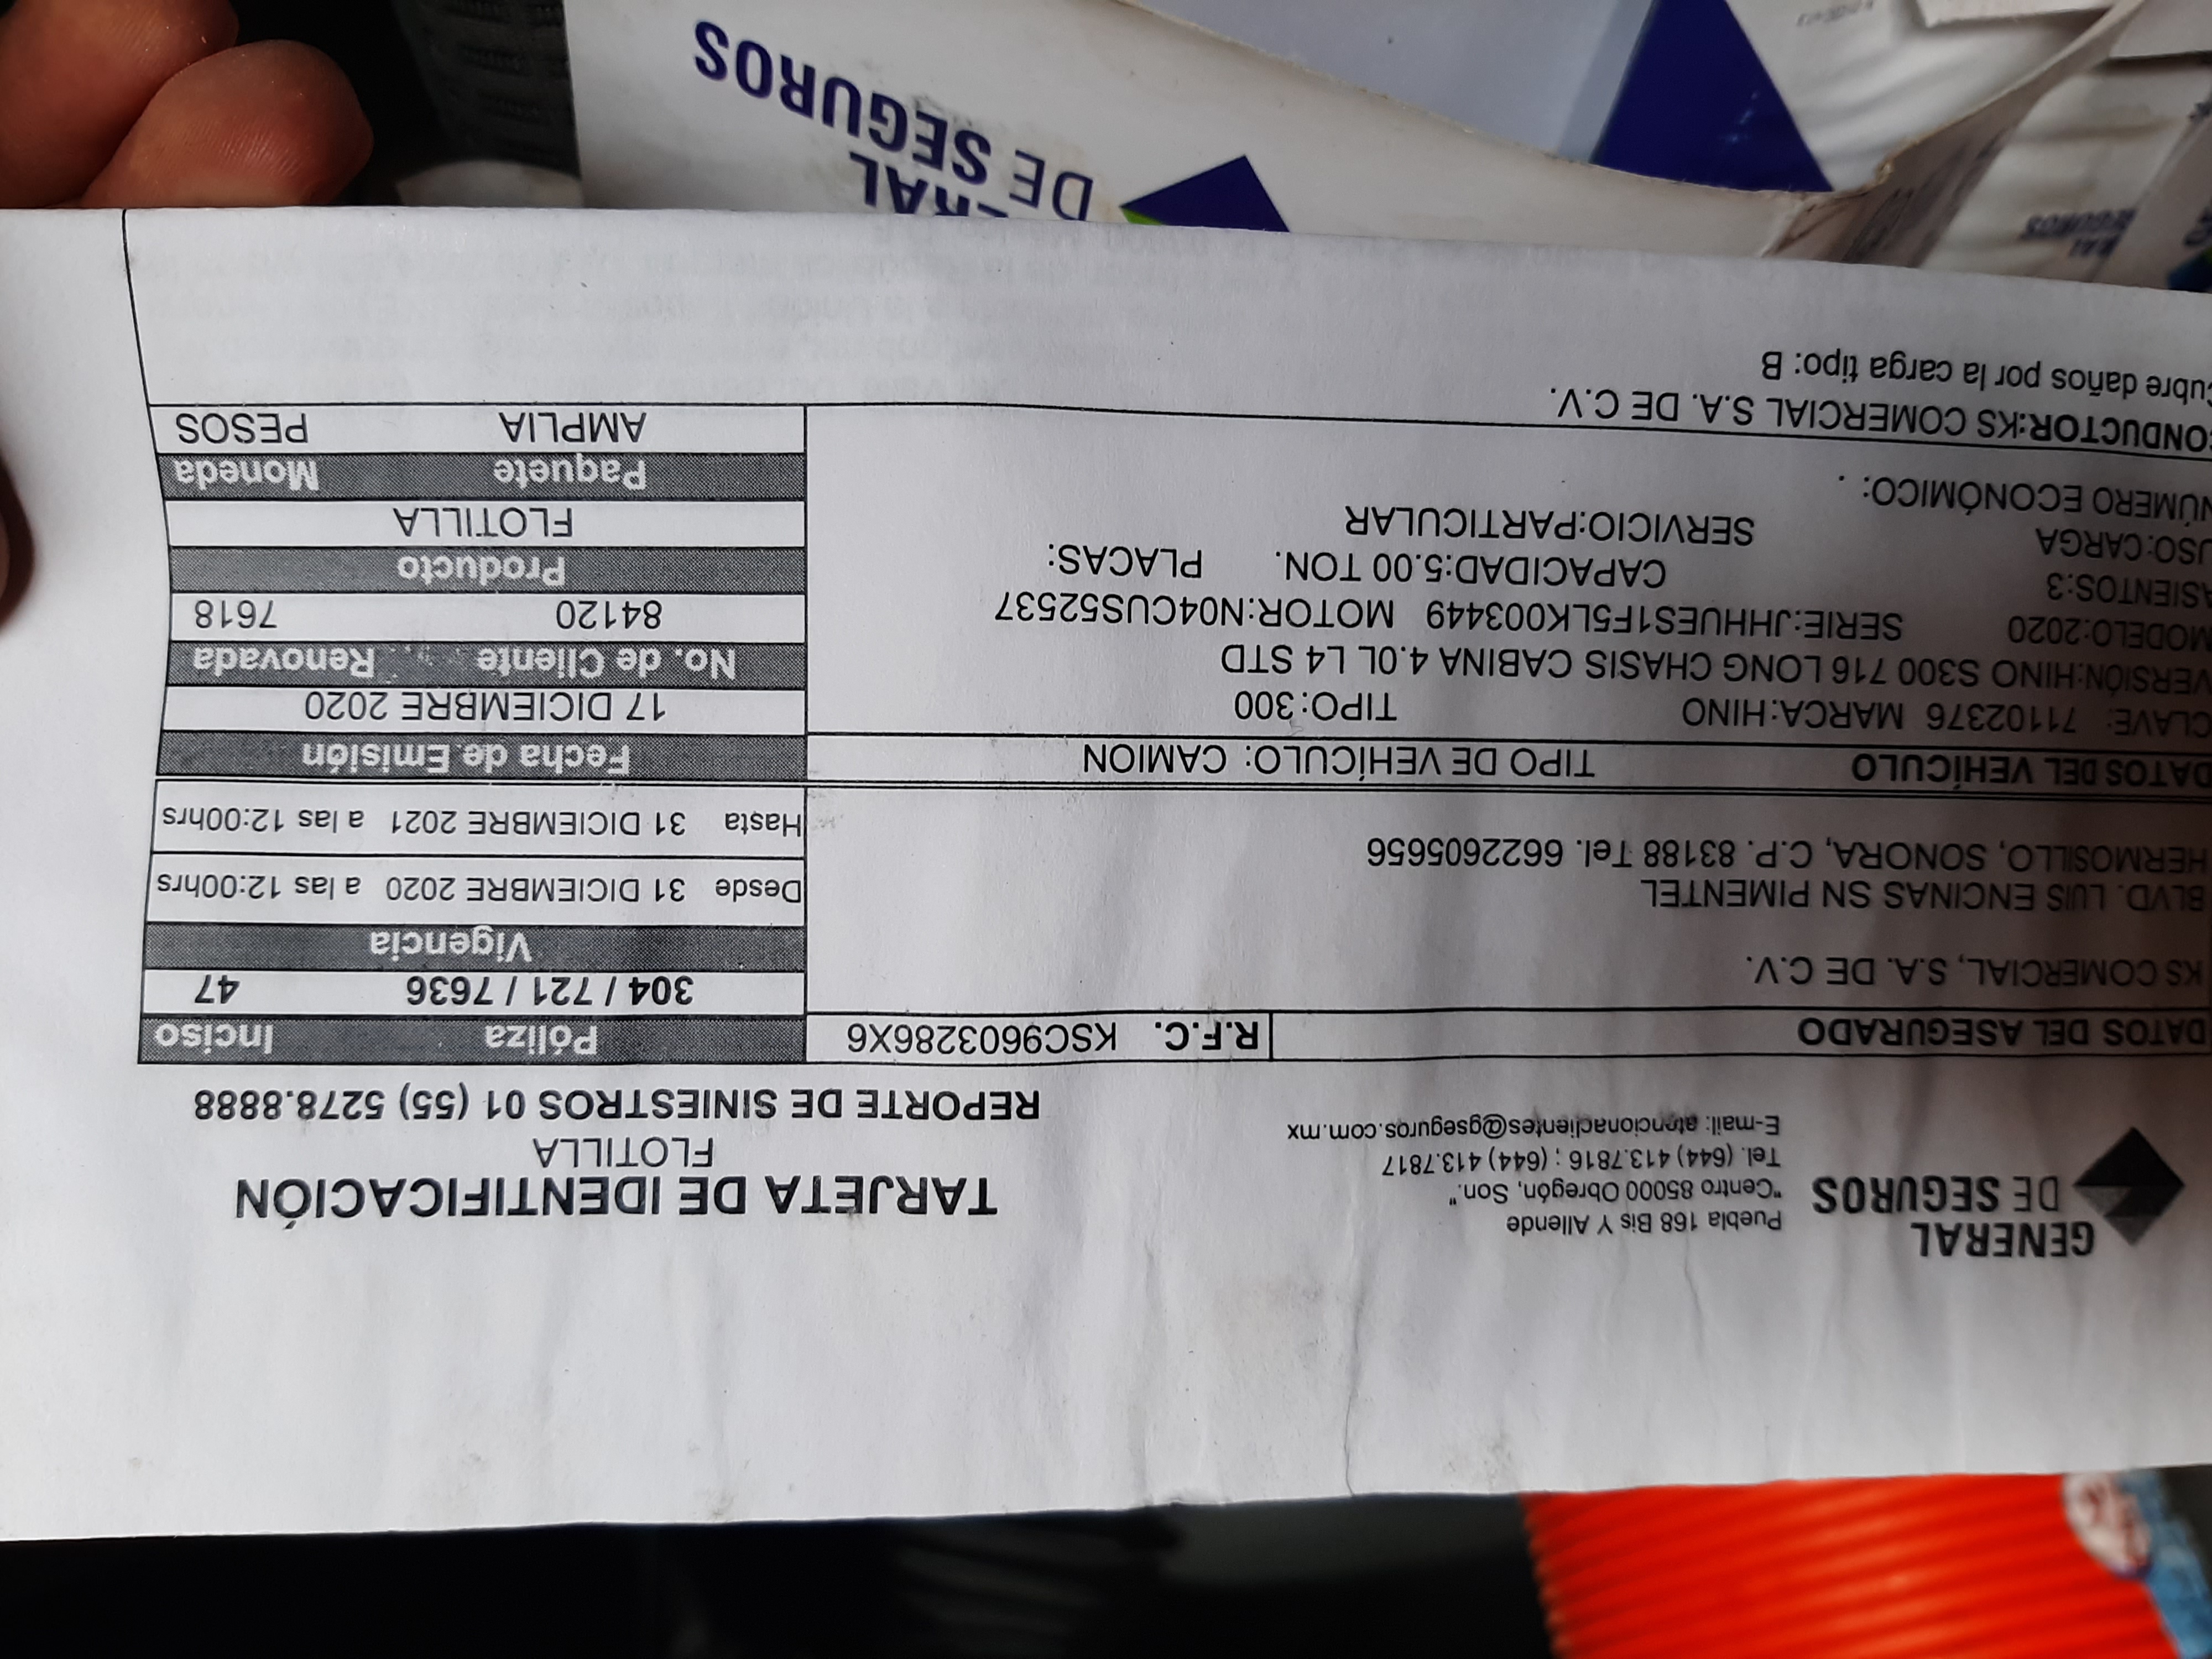 GENERAL
DE SEGUROS
Puebla 168 Bis Y Allende
"Centro 85000 Obregón, Son."
Tel. (644) 413.7816 ; (644) 413.7817
E-mail: atencionaclientes@gseguros.com.mx
TARJETA DE IDENTIFICACIÓN
FLOTILLA
REPORTE DE SINIESTROS 01 (55) 5278.8888
DATOS DEL ASEGURADO R.F.C. KSC9603286X6
KS COMERCIAL, S.A. DE C.V.
BLVD. LUIS ENCINAS SN PIMENTEL
HERMOSILLO, SONORA, C.P. 83188 Tel. 6622605656
Póliza Inciso
304 / 721 / 7636 47
Vigencia
Desde 31 DICIEMBRE 2020 a las 12:00hrs
Hasta 31 DICIEMBRE 2021 a las 12:00hrs
DATOS DEL VEHÍCULO TIPO DE VEHÍCULO: CAMION
CLAVE: 71102376 MARCA:HINO TIPO:300
VERSIÓN:HINO S300 716 LONG CHASIS CABINA 4.0L L4 STD
MODELO:2020 SERIE:JHHUES1F5LK003449 MOTOR:N04CUS52537
ASIENTOS:3 CAPACIDAD:5.00 TON. PLACAS:
USO:CARGA SERVICIO:PARTICULAR
NÚMERO ECONÓMICO: .
Fecha de Emisión
17 DICIEMBRE 2020
No. de Cliente Renovada
84120 7618
Producto
FLOTILLA
Paquete Moneda
AMPLIA PESOS
ONDUCTOR:KS COMERCIAL S.A. DE C.V.
ubre daños por la carga tipo: B
ERAL
DE SEGUROS
RAL
EGUROS